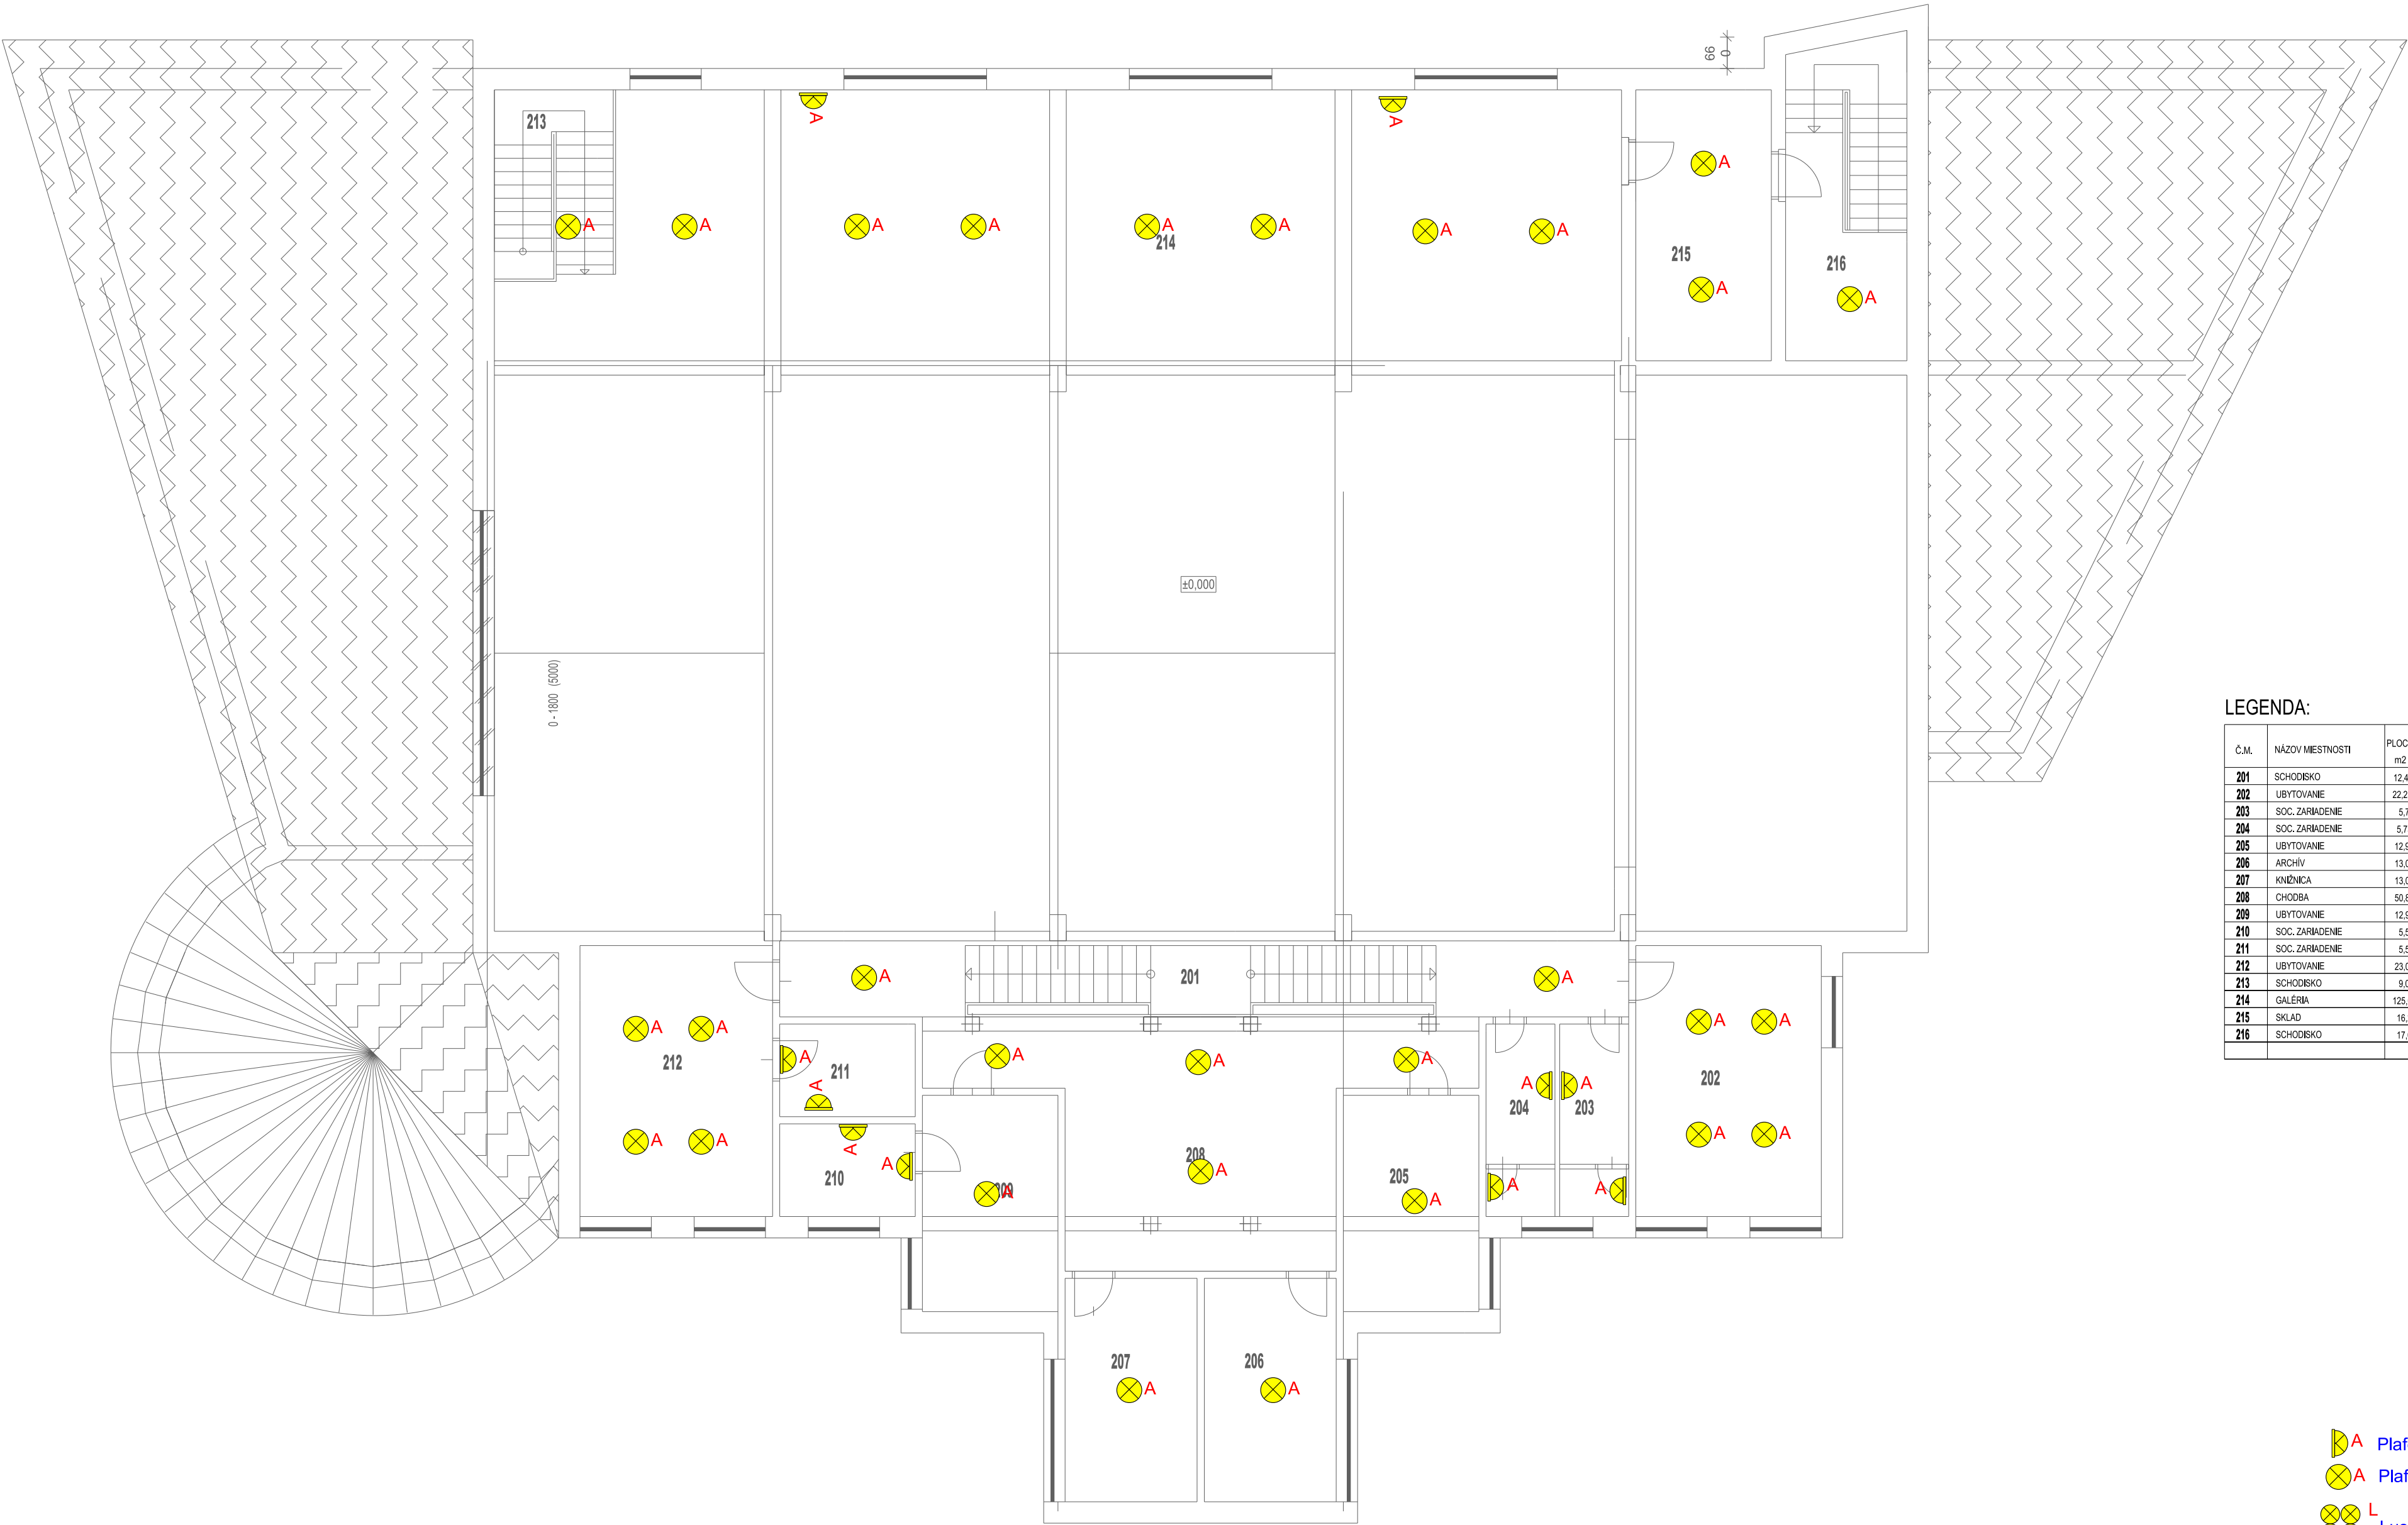 66
0
213
A
A
A
A
A
A
A
A
A
A
214
A
215
A
A
216
A
±0,000
0 - 1800 (5000)
LEGENDA:
Č.M. NÁZOV MIESTNOSTI m2
201 SCHODISKO
202 UBYTOVANIE
203 SOC. ZARIADENIE
204 SOC. ZARIADENIE
205 UBYTOVANIE
206 ARCHÍV
207 KNIŽNICA
208 CHODBA
209 UBYTOVANIE
210 SOC. ZARIADENIE
211 SOC. ZARIADENIE
212 UBYTOVANIE
213 SCHODISKO
214 GALÉRIA
215 SKLAD
216 SCHODISKO
A
201
A
A
A
212
A
A
A
A
211
A
A
A
A
A
204
A
203
A
A
202
A
A
210
A
A
209
A
208
A
205
A
A
A
207
A
206
A
A
A
L